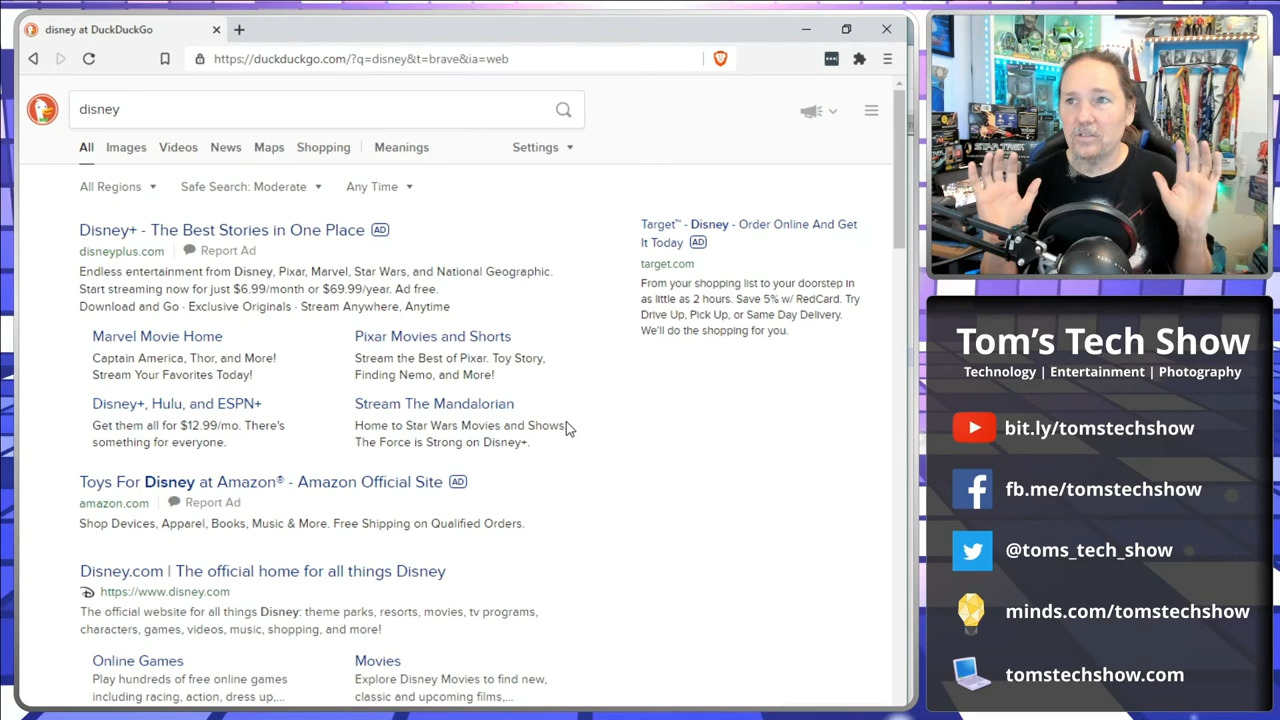 disney at DuckDuckGo
https://duckduckgo.com/?q=disney&t=brave&ia=web
disney
All Images Videos News Maps Shopping Meanings Settings
All Regions Safe Search: Moderate Any Time
Disney+ - The Best Stories in One Place AD
disneyplus.com Report Ad
Endless entertainment from Disney, Pixar, Marvel, Star Wars, and National Geographic.
Start streaming now for just $6.99/month or $69.99/year. Ad free.
Download and Go · Exclusive Originals · Stream Anywhere, Anytime
Marvel Movie Home
Captain America, Thor, and More!
Stream Your Favorites Today!
Pixar Movies and Shorts
Stream the Best of Pixar. Toy Story,
Finding Nemo, and More!
Disney+, Hulu, and ESPN+
Get them all for $12.99/mo. There's
something for everyone.
Stream The Mandalorian
Home to Star Wars Movies and Shows.
The Force is Strong on Disney+.
Toys For Disney at Amazon® - Amazon Official Site AD
amazon.com Report Ad
Shop Devices, Apparel, Books, Music & More. Free Shipping on Qualified Orders.
Disney.com | The official home for all things Disney
https://www.disney.com
The official website for all things Disney: theme parks, resorts, movies, tv programs,
characters, games, videos, music, shopping, and more!
Online Games
Play hundreds of free online games
including racing, action, dress up,...
Movies
Explore Disney Movies to find new,
classic and upcoming films,...
Target™ - Disney - Order Online And Get
It Today AD
target.com
From your shopping list to your doorstep in
as little as 2 hours. Save 5% w/ RedCard. Try
Drive Up, Pick Up, or Same Day Delivery.
We'll do the shopping for you.
STAR TREK
Tom's Tech Show
Technology | Entertainment | Photography
bit.ly/tomstechshow
fb.me/tomstechshow
@toms_tech_show
minds.com/tomstechshow
tomstechshow.com